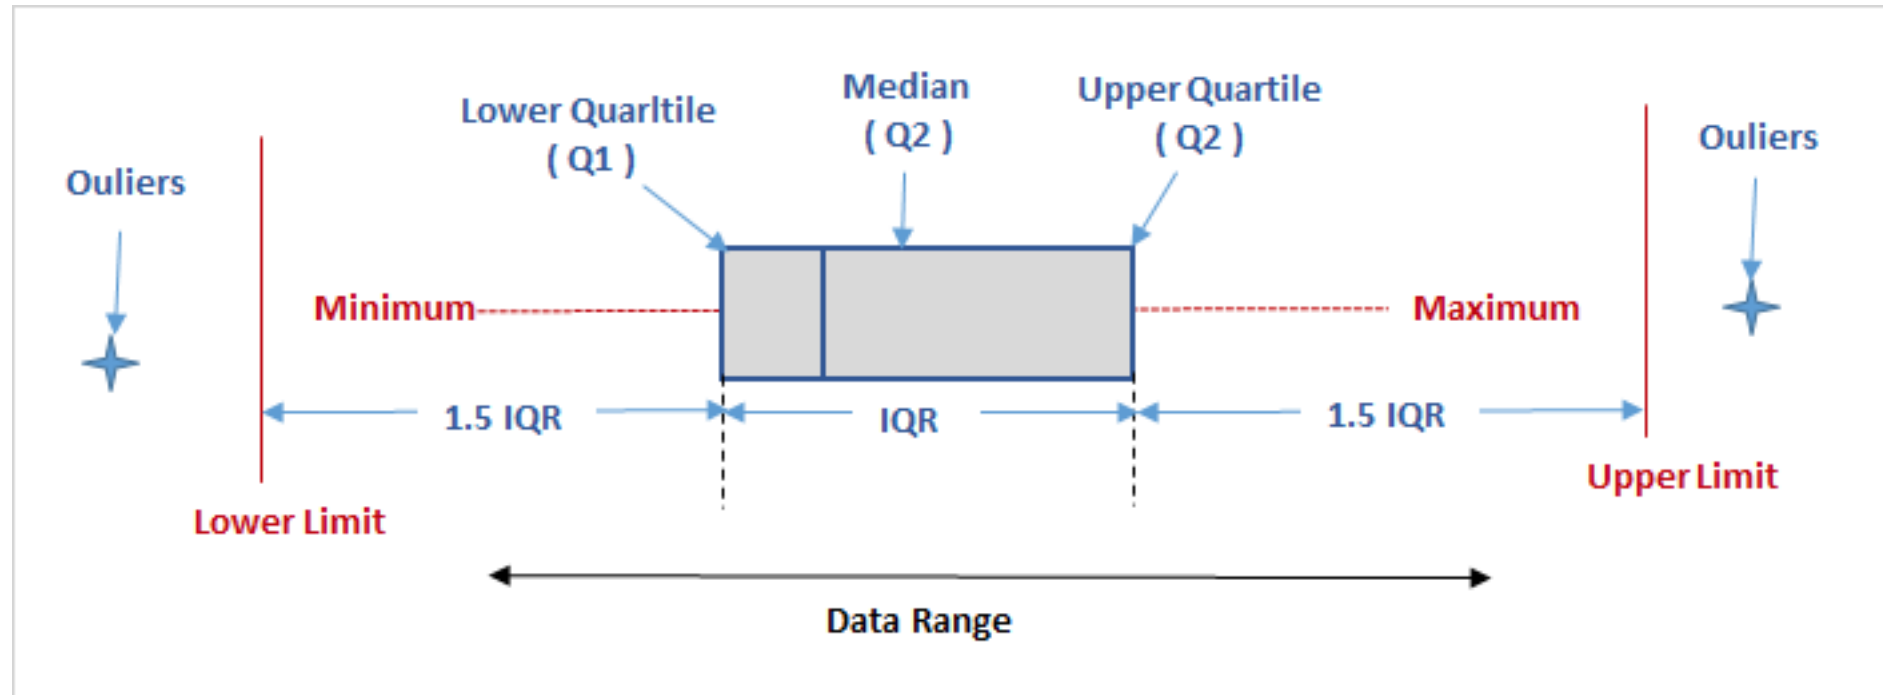 Median
Upper Quartile
Lower Quarltile
( Q2 )
( Q2 )
Ouliers
( Q1 )
Ouliers
Minimum
Maximum
1.5 IQR
IQR
1.5 IQR
Upper Limit
Lower Limit
Data Range